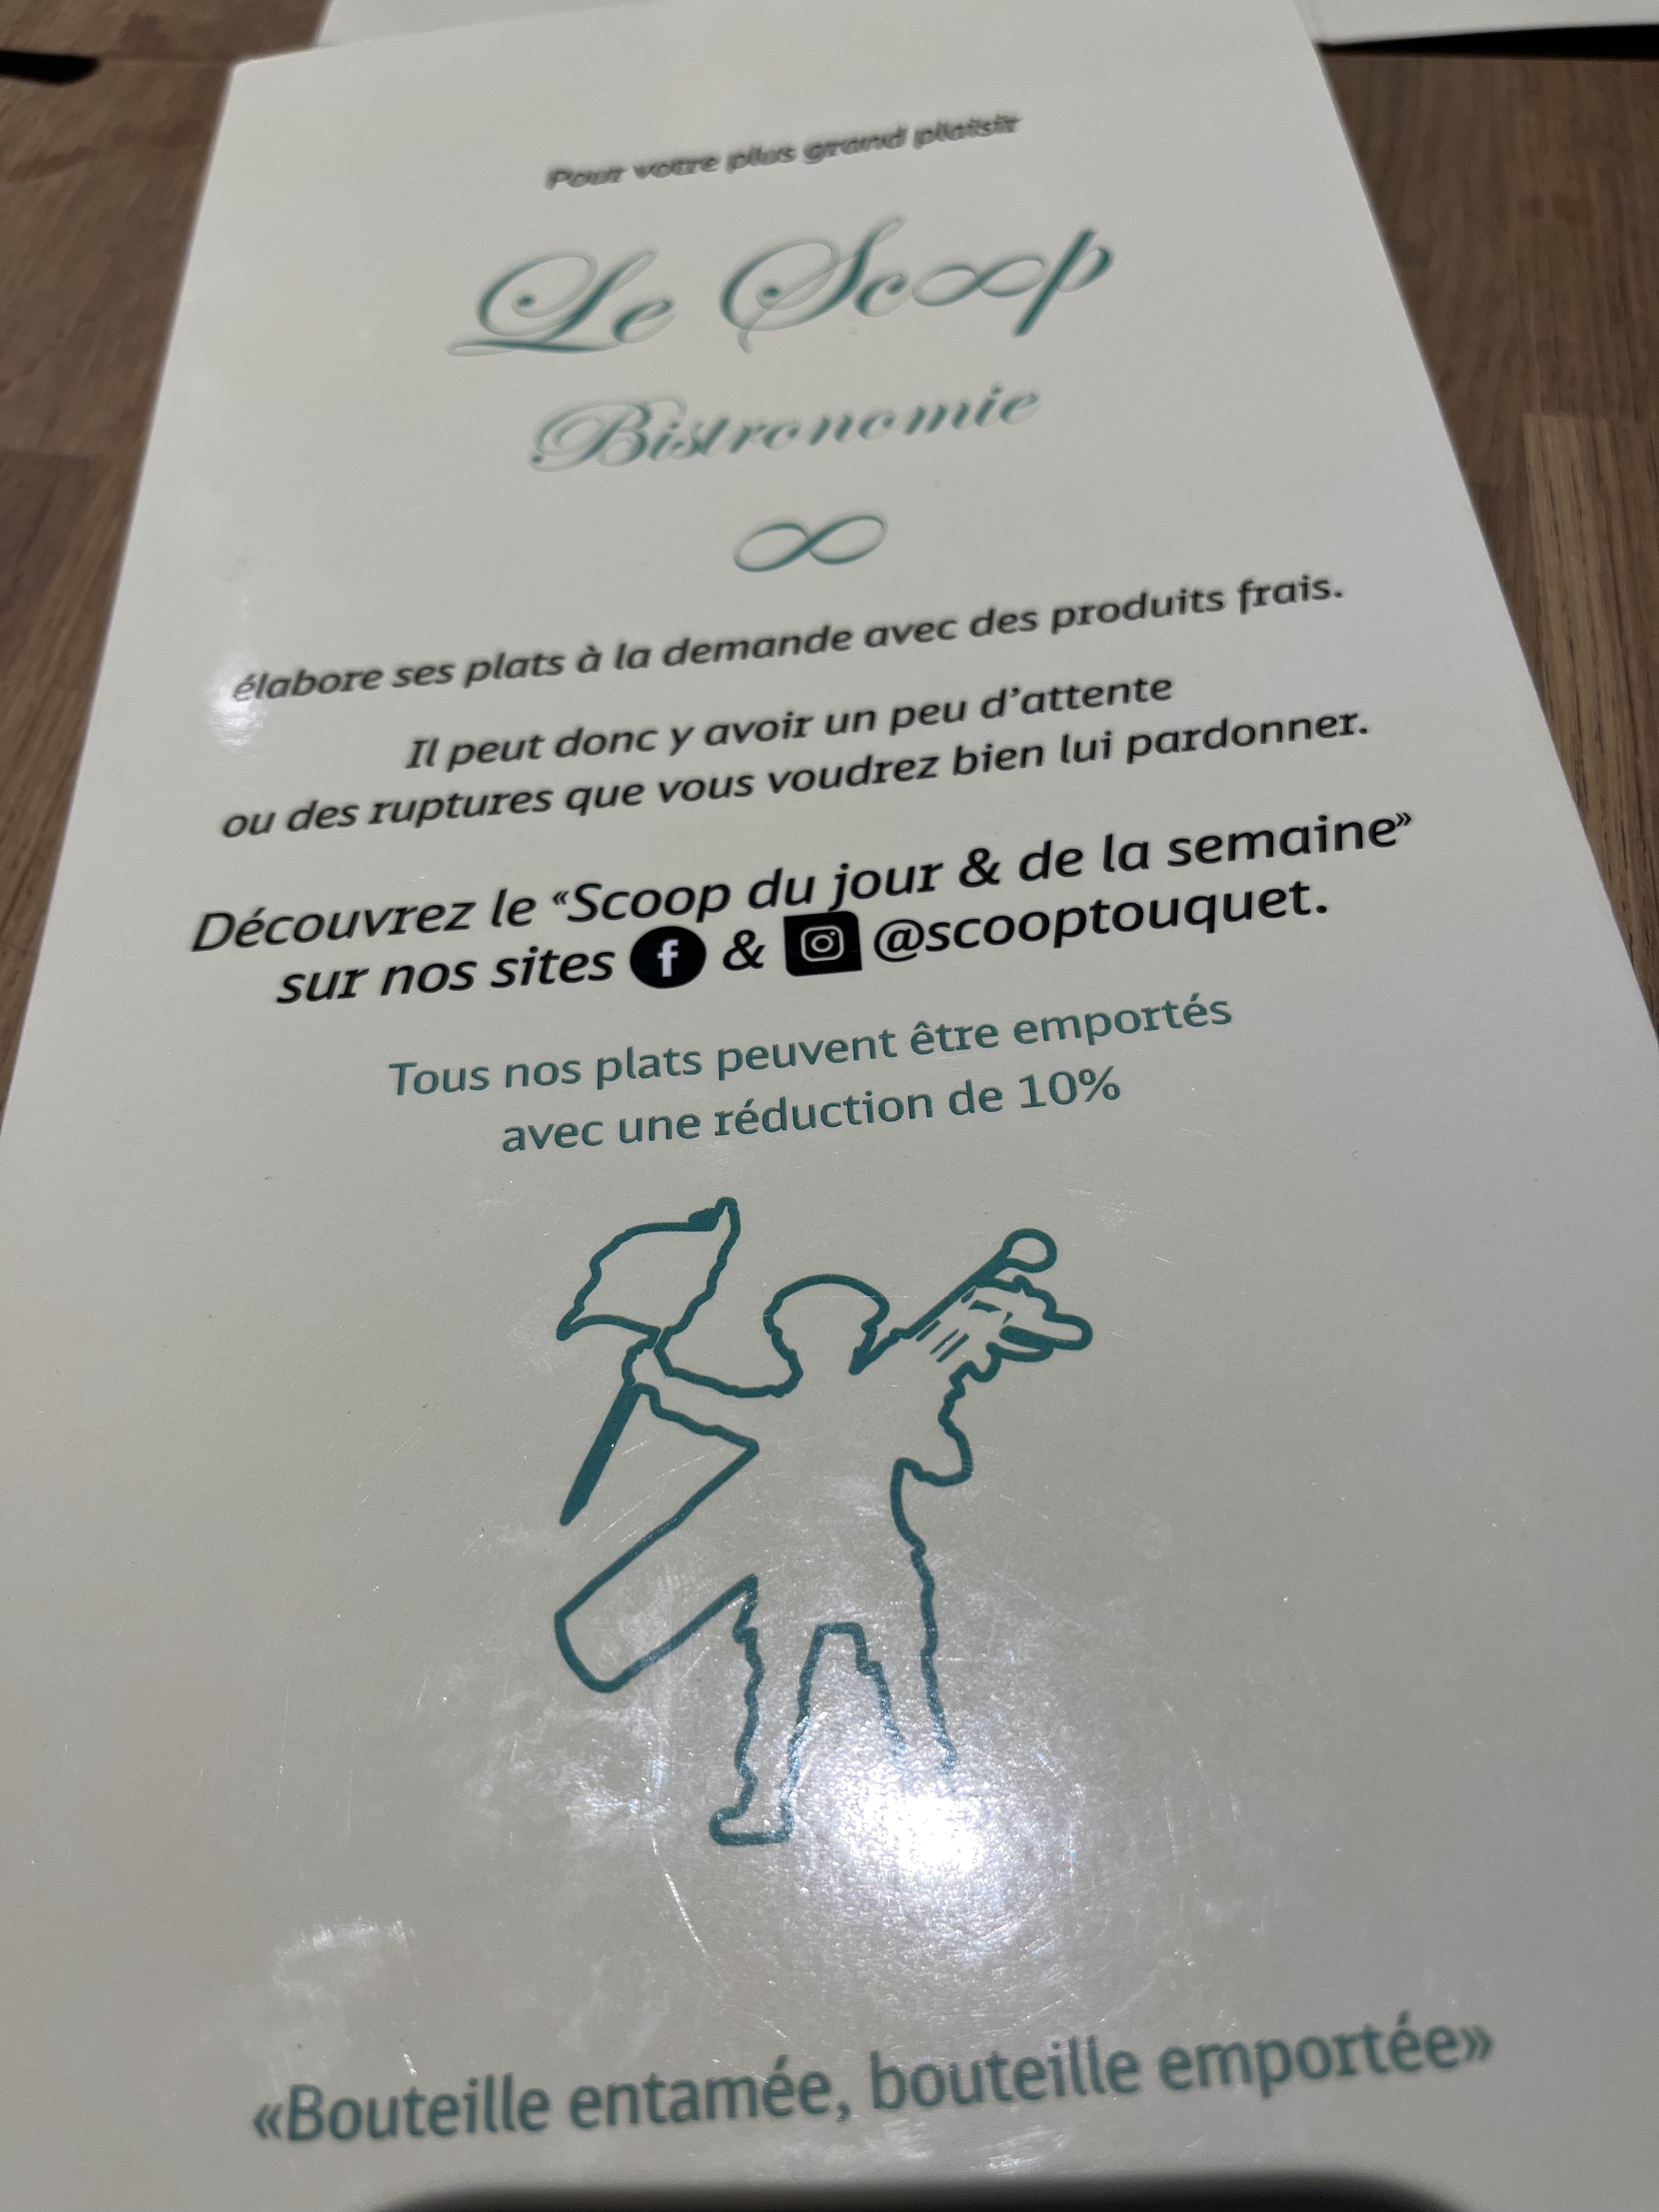 Pour votre plus grand plaisir
Le Scoop
Bistronomie
élabore ses plats à la demande avec des produits frais.
Il peut donc y avoir un peu d’attente
ou des ruptures que vous voudrez bien lui pardonner.
Découvrez le «Scoop du jour & de la semaine»
sur nos sites f & @scooptouquet.
Tous nos plats peuvent être emportés
avec une réduction de 10%
«Bouteille entamée, bouteille emportée»